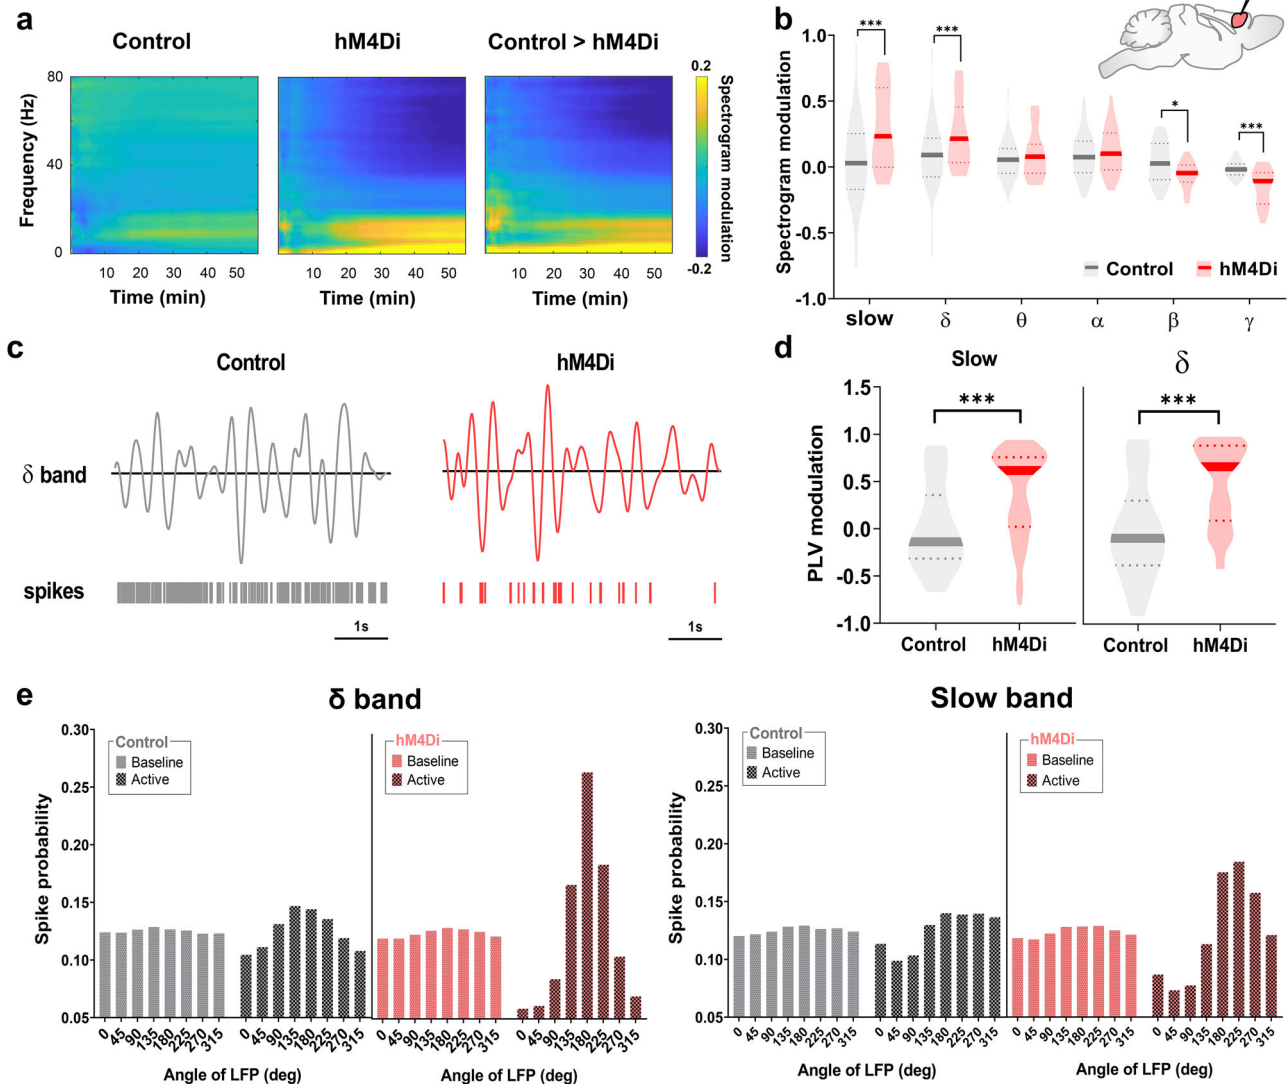 a
Control
hM4Di
Control > hM4Di
Frequency (Hz)
80
40
0
10 20 30 40 50
10 20 30 40 50
10 20 30 40 50
Time (min)
Time (min)
Time (min)
0.2
-0.2
Spectrogram modulation
b
Spectrogram modulation
1.0
0.5
0.0
-0.5
-1.0
***
***
*
***
Control
hM4Di
slow δ θ α β γ
c
Control
hM4Di
δ band
spikes
1s
1s
d
Slow
δ
PLV modulation
1.5
1.0
0.5
0.0
-0.5
-1.0
***
***
Control hM4Di
Control hM4Di
e
δ band
Spike probability
0.30
0.25
0.20
0.15
0.10
0.05
Control
Baseline
Active
hM4Di
Baseline
Active
0 45 90 135 180 225 270 315
0 45 90 135 180 225 270 315
0 45 90 135 180 225 270 315
0 45 90 135 180 225 270 315
Angle of LFP (deg)
Angle of LFP (deg)
Slow band
Spike probability
0.30
0.25
0.20
0.15
0.10
0.05
Control
Baseline
Active
hM4Di
Baseline
Active
0 45 90 135 180 225 270 315
0 45 90 135 180 225 270 315
0 45 90 135 180 225 270 315
0 45 90 135 180 225 270 315
Angle of LFP (deg)
Angle of LFP (deg)